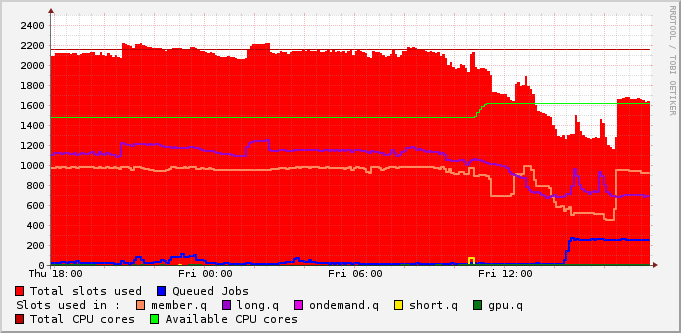 RRDTOOL / TOBI OETIKER
2400
2200
2000
1800
1600
1400
1200
1000
800
600
400
200
0
Thu 18:00 Fri 00:00 Fri 06:00 Fri 12:00
Total slots used Queued Jobs
Slots used in : member.q long.q ondemand.q short.q gpu.q
Total CPU cores Available CPU cores